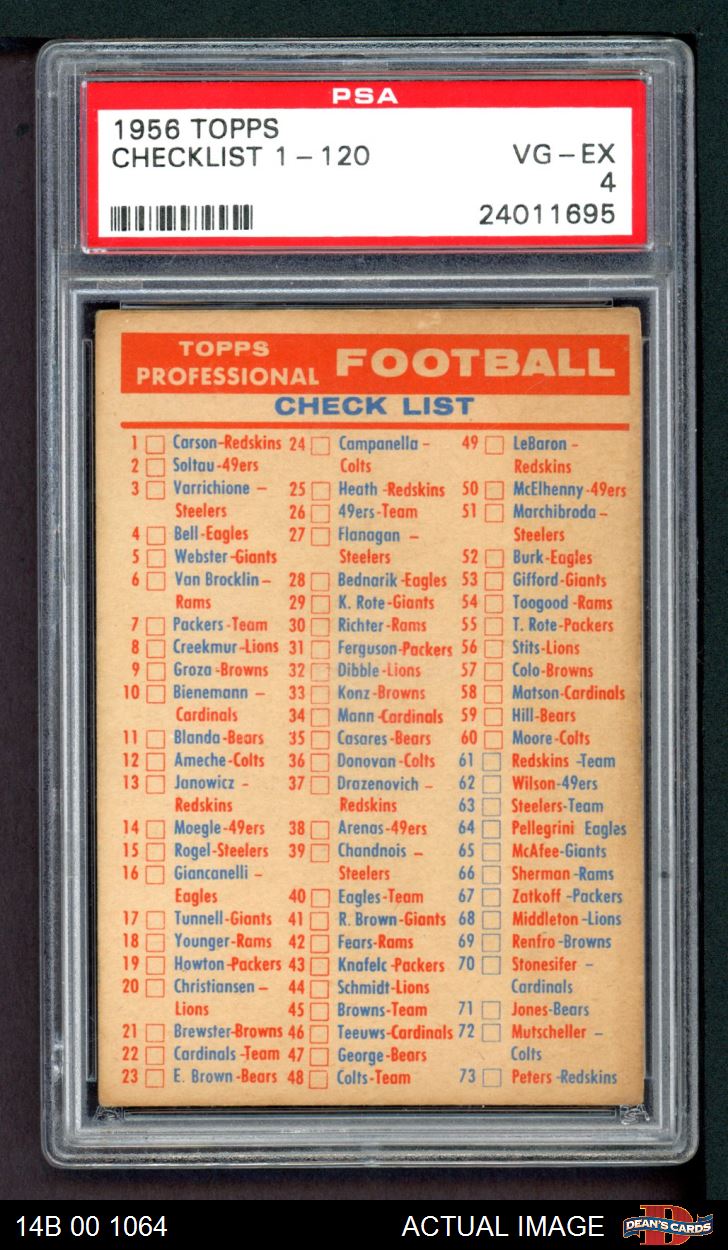 PSA
1956 TOPPS
CHECKLIST 1 – 120
VG – EX
4
24011695
TOPPS
PROFESSIONAL
FOOTBALL
CHECK LIST
1 Carson-Redskins
2 Soltau-49ers
3 Varrichione –
Steelers
4 Bell-Eagles
5 Webster-Giants
6 Van Brocklin –
Rams
7 Packers-Team
8 Creekmur-Lions
9 Groza-Browns
10 Bienemann –
Cardinals
11 Blanda-Bears
12 Ameche-Colts
13 Janowicz –
Redskins
14 Moegle-49ers
15 Rogel-Steelers
16 Giancanelli –
Eagles
17 Tunnell-Giants
18 Younger-Rams
19 Howton-Packers
20 Christiansen –
Lions
21 Brewster-Browns
22 Cardinals-Team
23 E. Brown-Bears
24 Campanella –
Colts
25 Heath-Redskins
26 49ers-Team
27 Flanagan –
Steelers
28 Bednarik-Eagles
29 K. Rote-Giants
30 Richter-Rams
31 Ferguson-Packers
32 Dibble-Lions
33 Konz-Browns
34 Mann-Cardinals
35 Casares-Bears
36 Donovan-Colts
37 Drazenovich –
Redskins
38 Arenas-49ers
39 Chandnois –
Steelers
40 Eagles-Team
41 R. Brown-Giants
42 Fears-Rams
43 Knafelc-Packers
44 Schmidt-Lions
45 Browns-Team
46 Teeuws-Cardinals
47 George-Bears
48 Colts-Team
49 LeBaron –
Redskins
50 McElhenny-49ers
51 Marchibroda –
Steelers
52 Burk-Eagles
53 Gifford-Giants
54 Toogood-Rams
55 T. Rote-Packers
56 Stits-Lions
57 Colo-Browns
58 Matson-Cardinals
59 Hill-Bears
60 Moore-Colts
61 Redskins-Team
62 Wilson-49ers
63 Steelers-Team
64 Pellegrini Eagles
65 McAfee-Giants
66 Sherman-Rams
67 Zatkoff-Packers
68 Middleton-Lions
69 Renfro-Browns
70 Stonesifer –
Cardinals
71 Jones-Bears
72 Mutscheller –
Colts
73 Peters-Redskins
14B 00 1064
ACTUAL IMAGE
DEAN'S CARDS